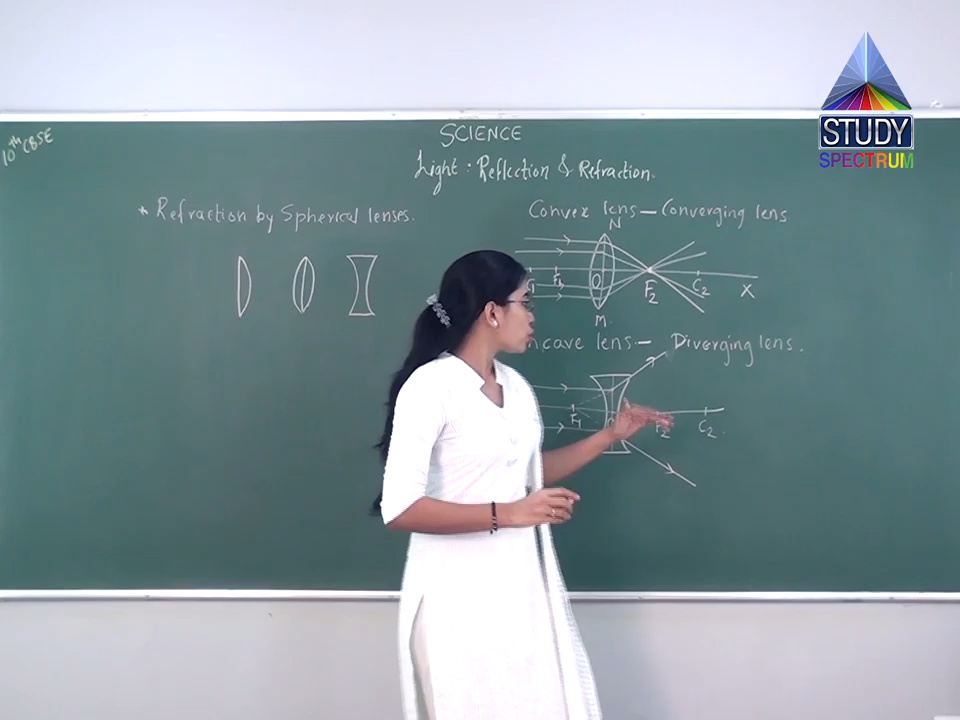 10th CBSE
SCIENCE
Light : Reflection & Refraction.
* Refraction by Spherical lenses.
Convex lens — Converging lens
N
O
F1
F2
C2
X
M
lens — Diverging lens.
F1
F2
C2
STUDY
SPECTRUM